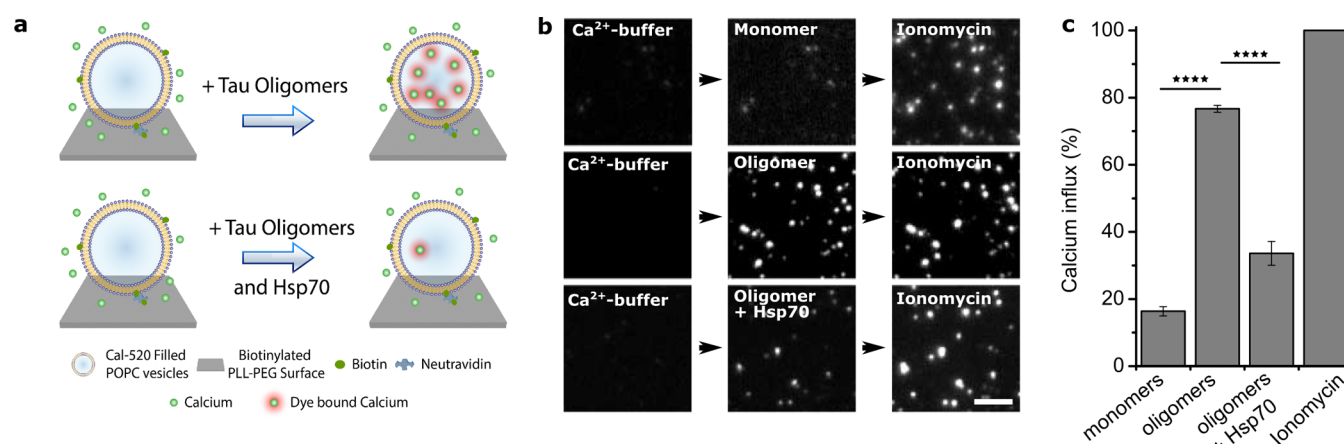 a
+ Tau Oligomers
+ Tau Oligomers
and Hsp70
Cal-520 Filled
POPC vesicles
Biotinylated
PLL-PEG Surface
Biotin
Neutravidin
Calcium
Dye bound Calcium
b
Ca²⁺-buffer
Monomer
Ionomycin
Ca²⁺-buffer
Oligomer
Ionomycin
Ca²⁺-buffer
Oligomer
+ Hsp70
Ionomycin
c
Calcium influx (%)
100
80
60
40
20
0
★★★★
★★★★
monomers
oligomers
oligomers
+ Hsp70
Ionomycin